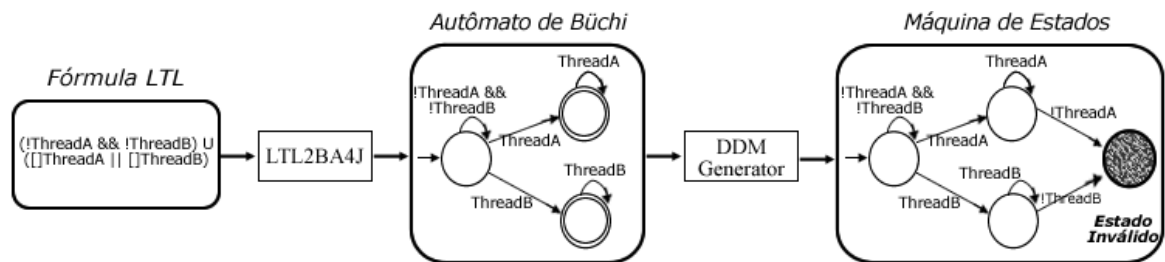 Fórmula LTL
(!ThreadA && !ThreadB) U
([]ThreadA || []ThreadB)
LTL2BA4J
Autômato de Büchi
!ThreadA &&
!ThreadB
ThreadA
ThreadA
ThreadB
ThreadB
DDM
Generator
Máquina de Estados
!ThreadA &&
!ThreadB
ThreadA
ThreadA
!ThreadA
ThreadB
ThreadB
!ThreadB
Estado
Inválido